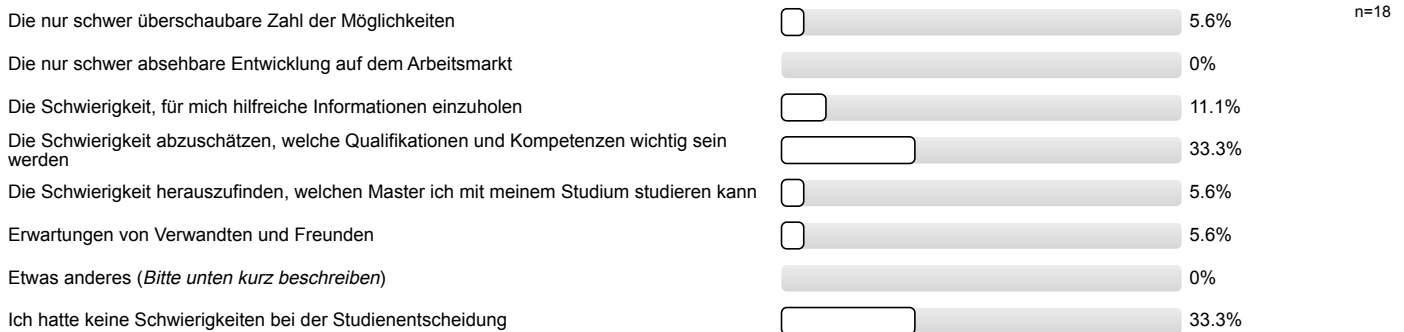 Die nur schwer überschaubare Zahl der Möglichkeiten 5.6% n=18
Die nur schwer absehbare Entwicklung auf dem Arbeitsmarkt 0%
Die Schwierigkeit, für mich hilfreiche Informationen einzuholen 11.1%
Die Schwierigkeit abzuschätzen, welche Qualifikationen und Kompetenzen wichtig sein
werden 33.3%
Die Schwierigkeit herauszufinden, welchen Master ich mit meinem Studium studieren kann 5.6%
Erwartungen von Verwandten und Freunden 5.6%
Etwas anderes (Bitte unten kurz beschreiben) 0%
Ich hatte keine Schwierigkeiten bei der Studienentscheidung 33.3%